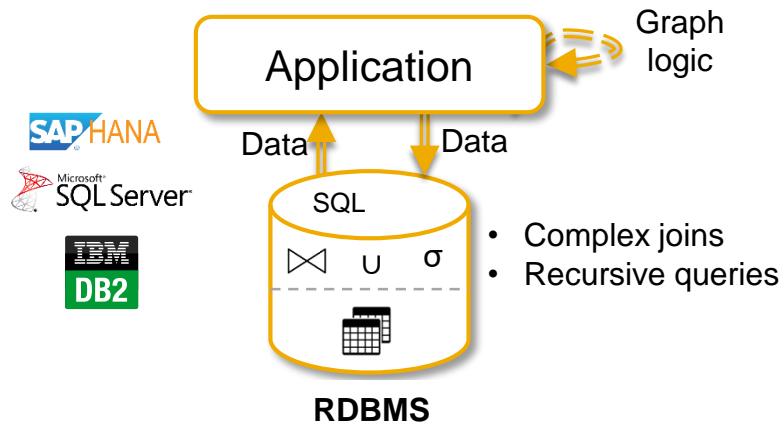 Application
Graph
logic
SAP HANA
Data
Data
Microsoft
SQL Server
SQL
⋈ ∪ σ
• Complex joins
• Recursive queries
IBM
DB2
RDBMS